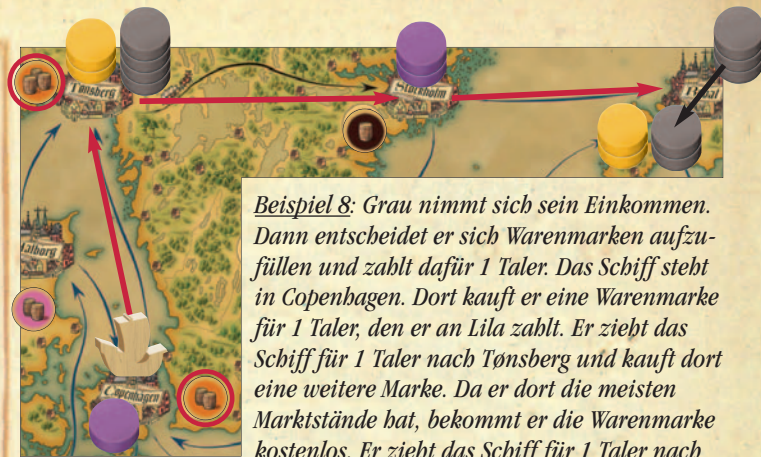 Tønsberg
Stockholm
Reval
Aalborg
Copenhagen
Beispiel 8: Grau nimmt sich sein Einkommen.
Dann entscheidet er sich Warenmarken aufzu-
füllen und zahlt dafür 1 Taler. Das Schiff steht
in Copenhagen. Dort kauft er eine Warenmarke
für 1 Taler, den er an Lila zahlt. Er zieht das
Schiff für 1 Taler nach Tønsberg und kauft dort
eine weitere Marke. Da er dort die meisten
Marktstände hat, bekommt er die Warenmarke
kostenlos. Er zieht das Schiff für 1 Taler nach